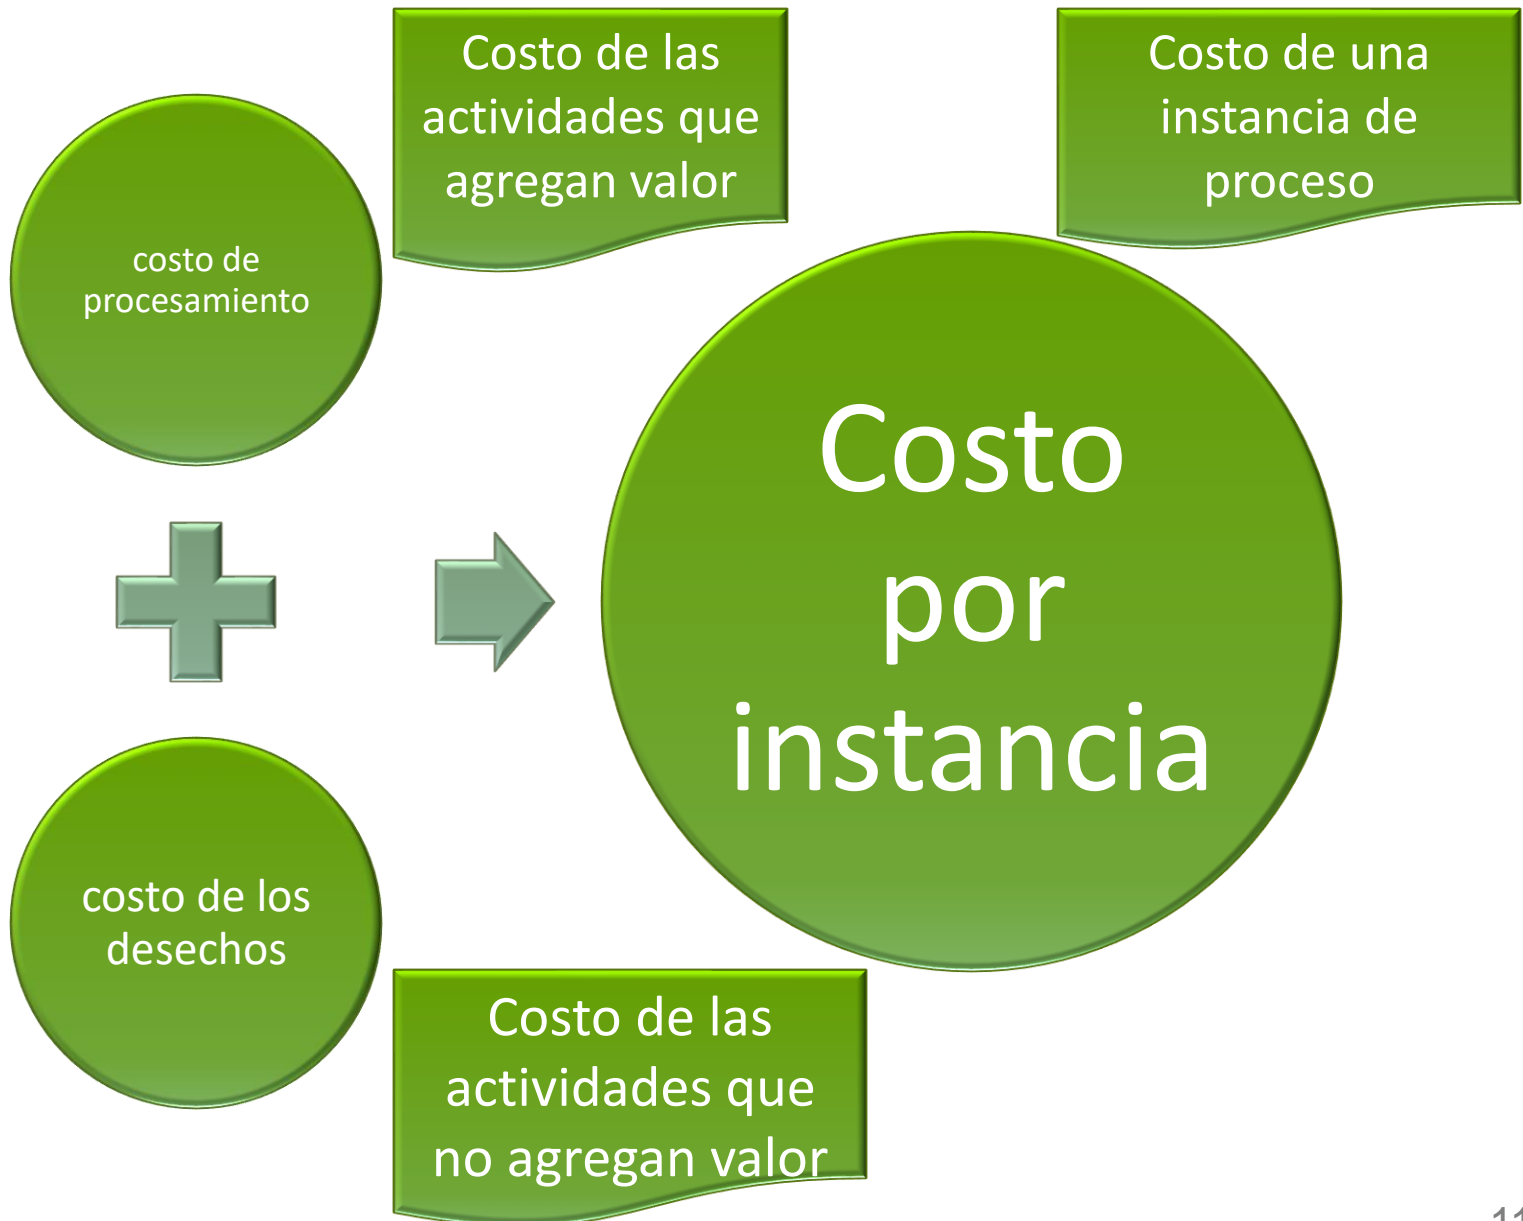 Costo de las
actividades que
agregan valor
Costo de una
instancia de
proceso
costo de
procesamiento
Costo
por
instancia
costo de los
desechos
Costo de las
actividades que
no agregan valor
11